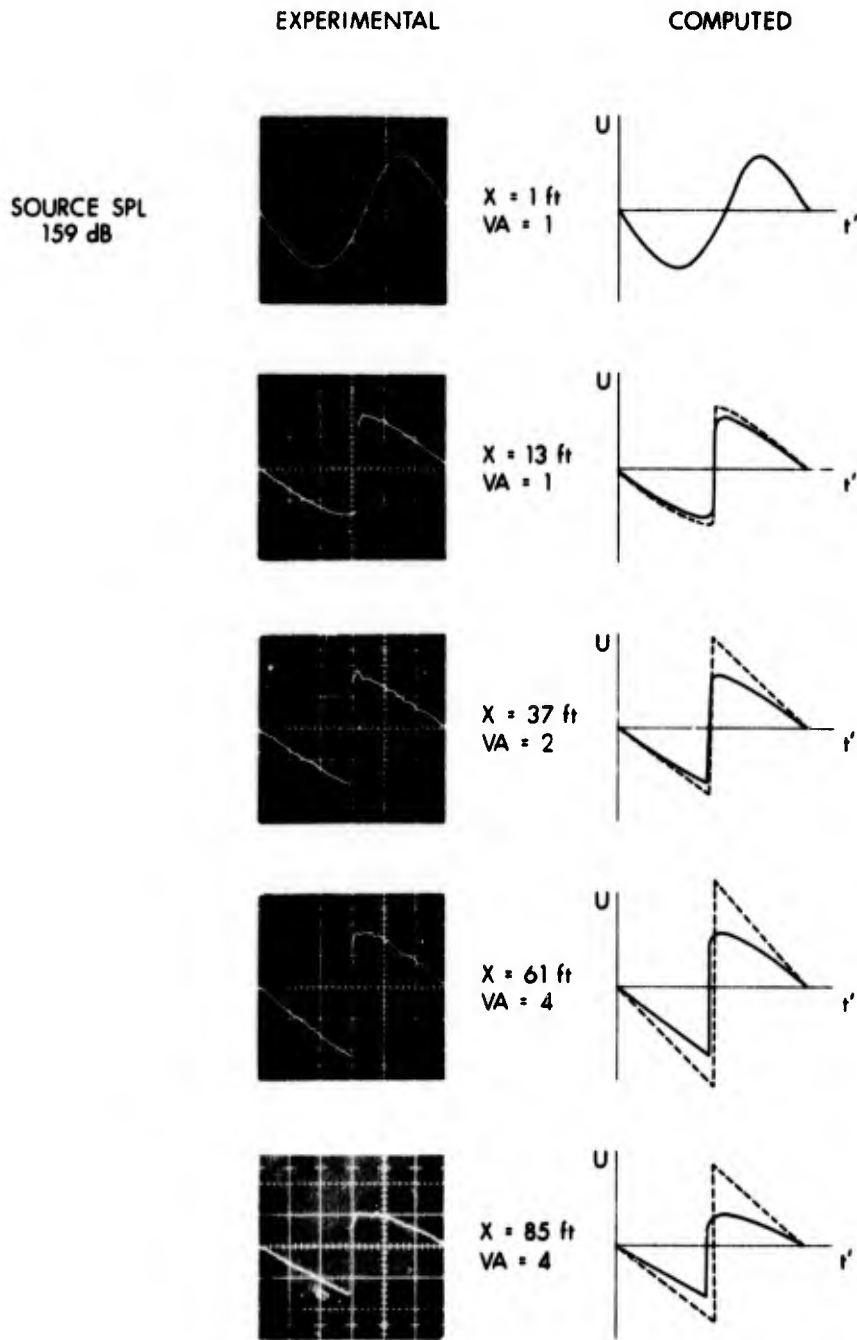 EXPERIMENTAL COMPUTED
SOURCE SPL
159 dB
X = 1 ft
VA = 1
U
t'
X = 13 ft
VA = 1
U
t'
X = 37 ft
VA = 2
U
t'
X = 61 ft
VA = 4
U
t'
X = 85 ft
VA = 4
U
t'